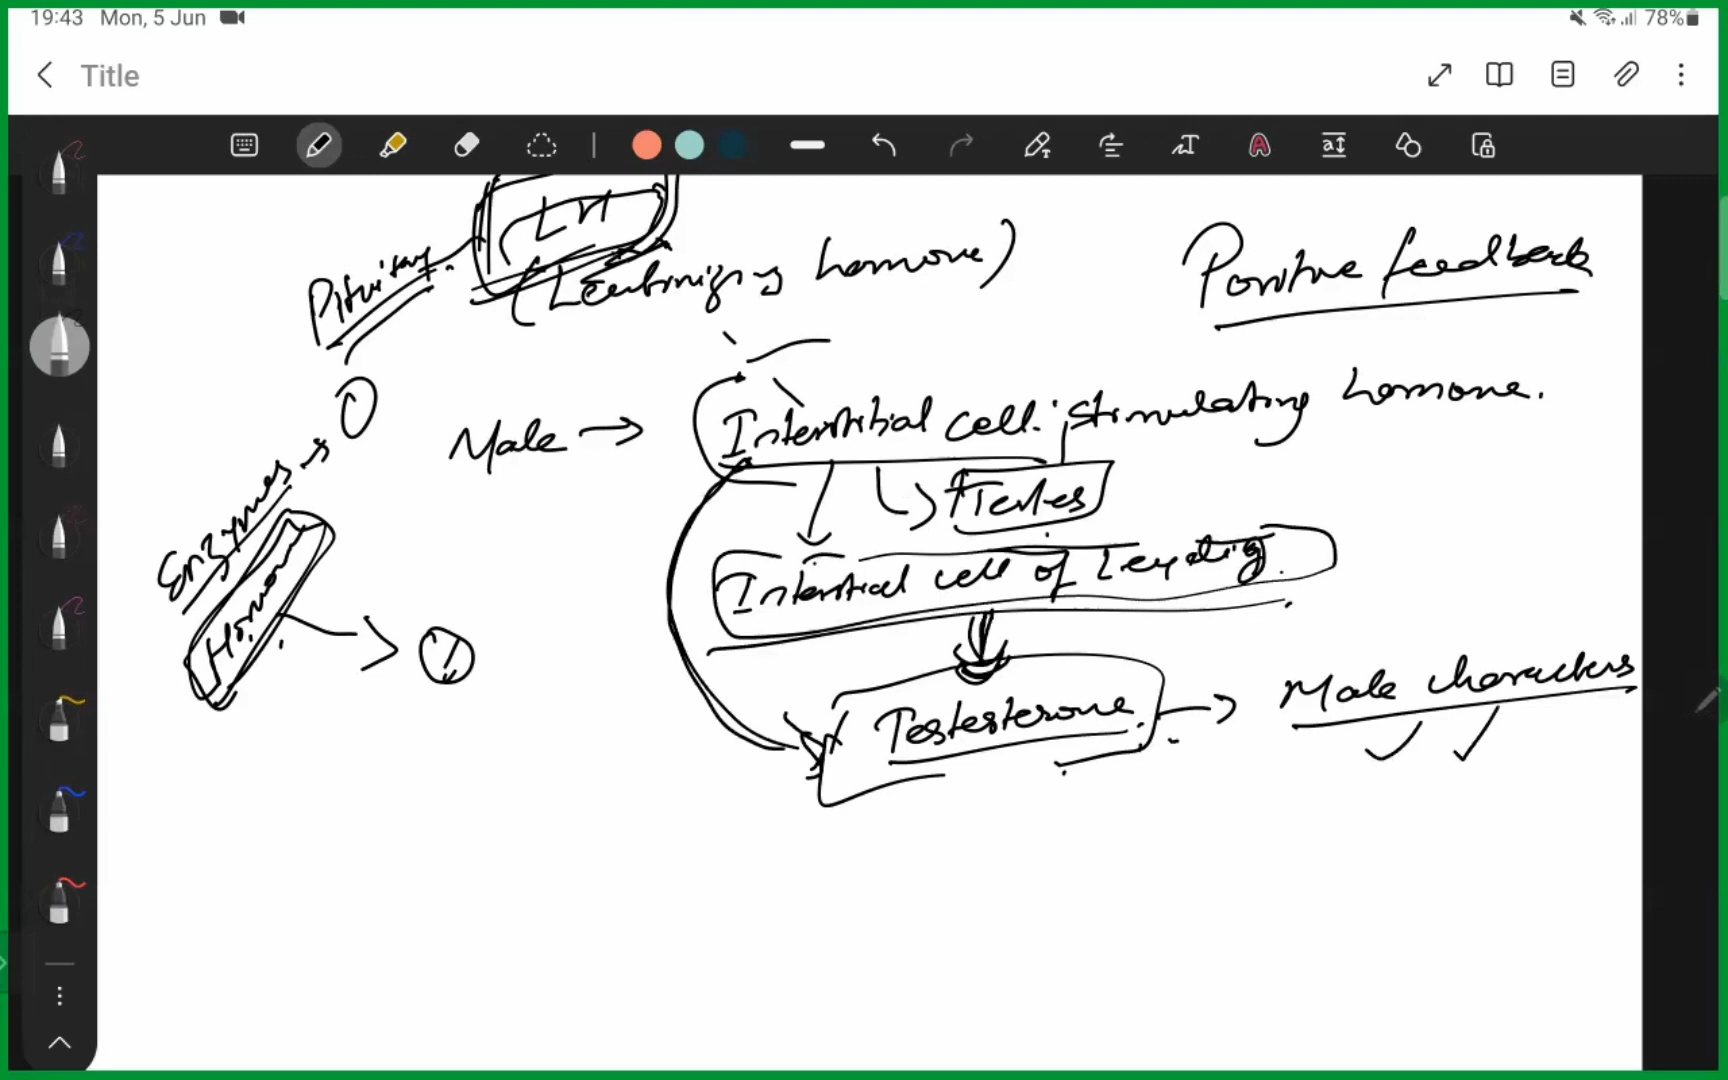 19:43 Mon, 5 Jun
78%
Title
LH
Pituitary.
(Leutinizing hormone)
Positive feedback
Male → Interstitial cell stimulating hormone.
Testes
Enzymes →
Interstitial cell of Leydig.
Hormone
Testesterone. → Male characters